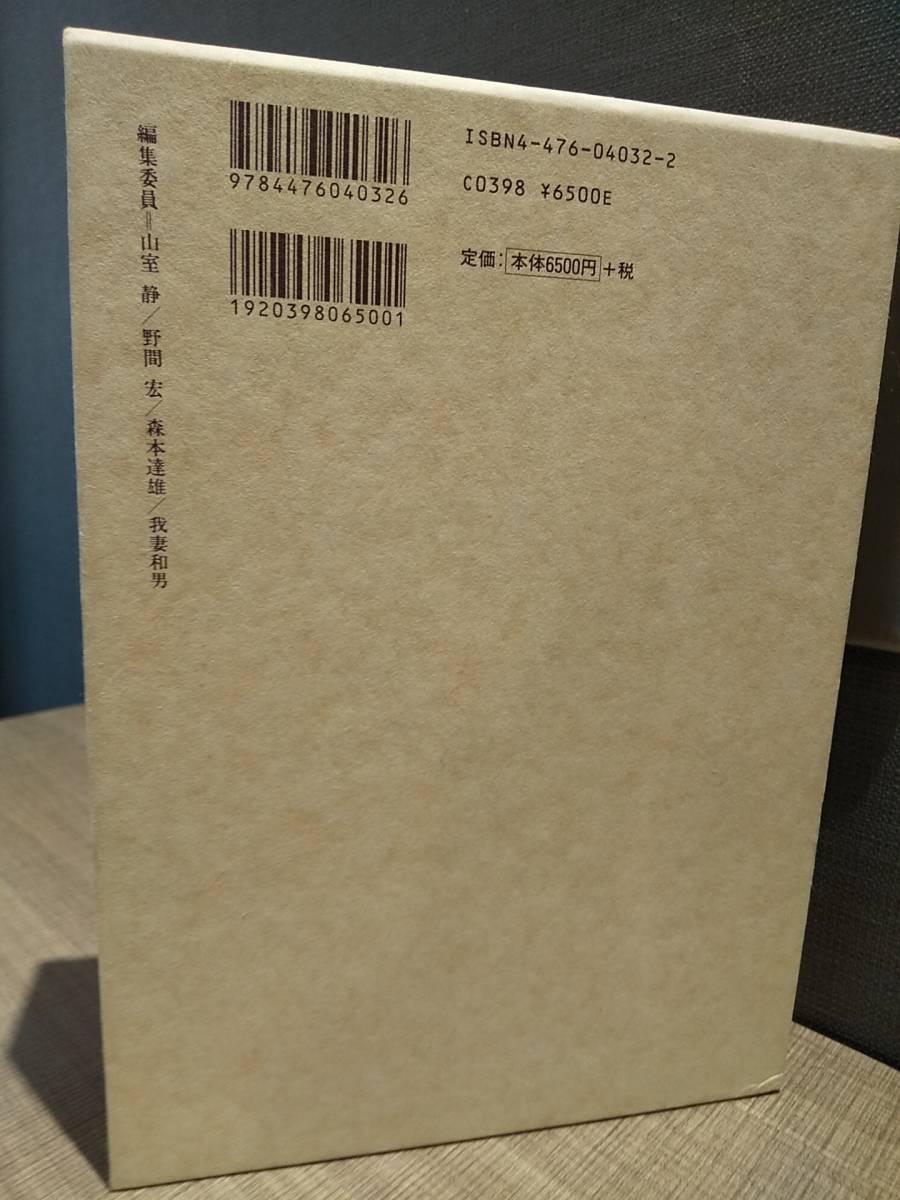 9784476040326
1920398065001
ISBN4-476-04032-2
C0398 ¥6500E
定価：本体6500円＋税
編集委員＝山室 静／野間 宏／森本達雄／我妻和男